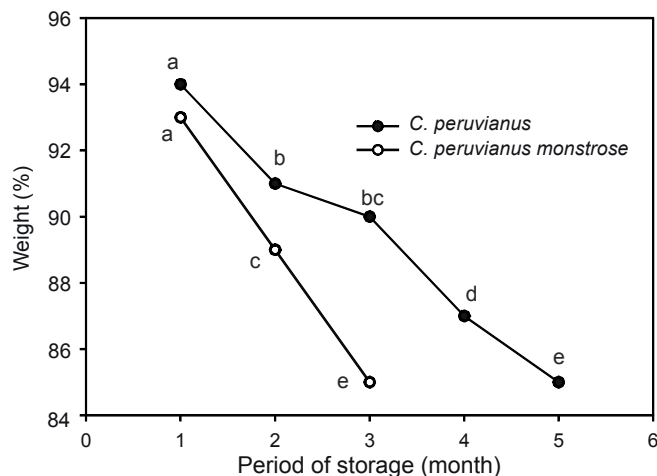 96
94
92
90
88
86
84
Weight (%)
a
a
b
c
bc
e
d
e
C. peruvianus
C. peruvianus monstrose
0 1 2 3 4 5 6
Period of storage (month)